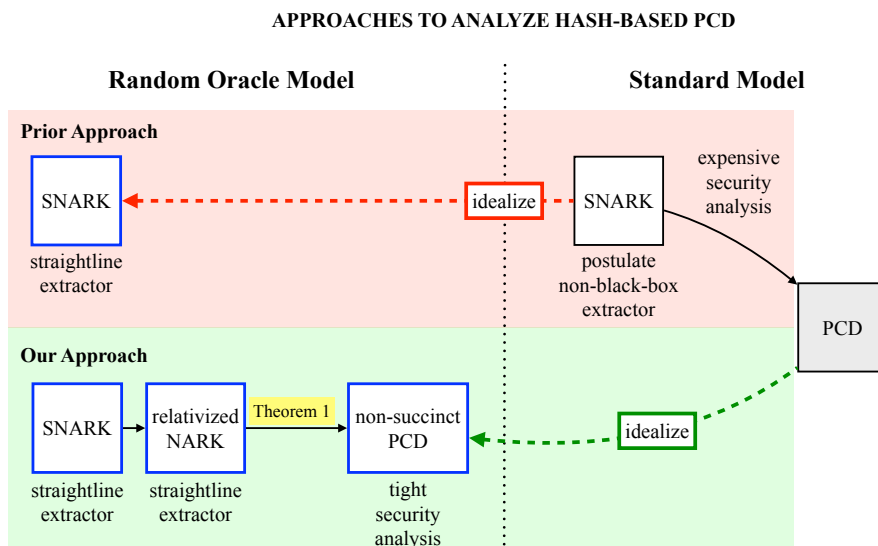 APPROACHES TO ANALYZE HASH-BASED PCD
Random Oracle Model
Standard Model
Prior Approach
SNARK
straightline
extractor
idealize
SNARK
postulate
non-black-box
extractor
expensive
security
analysis
PCD
Our Approach
SNARK
straightline
extractor
relativized
NARK
straightline
extractor
Theorem 1
non-succinct
PCD
tight
security
analysis
idealize